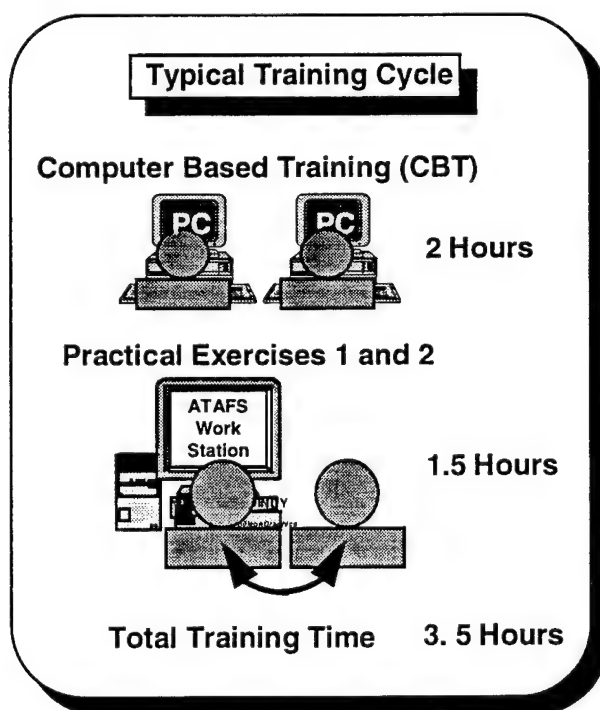 Typical Training Cycle
Computer Based Training (CBT)
PC PC
2 Hours
Practical Exercises 1 and 2
ATAFS
Work
Station
1.5 Hours
Total Training Time 3. 5 Hours